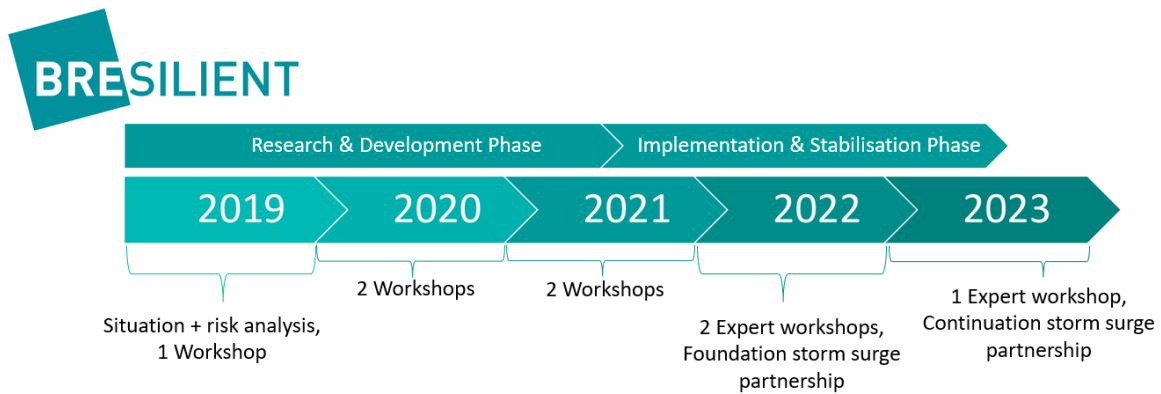 BRESILIENT
Research & Development Phase
Implementation & Stabilisation Phase
2019
2020
2021
2022
2023
Situation + risk analysis,
1 Workshop
2 Workshops
2 Workshops
2 Expert workshops,
Foundation storm surge
partnership
1 Expert workshop,
Continuation storm surge
partnership